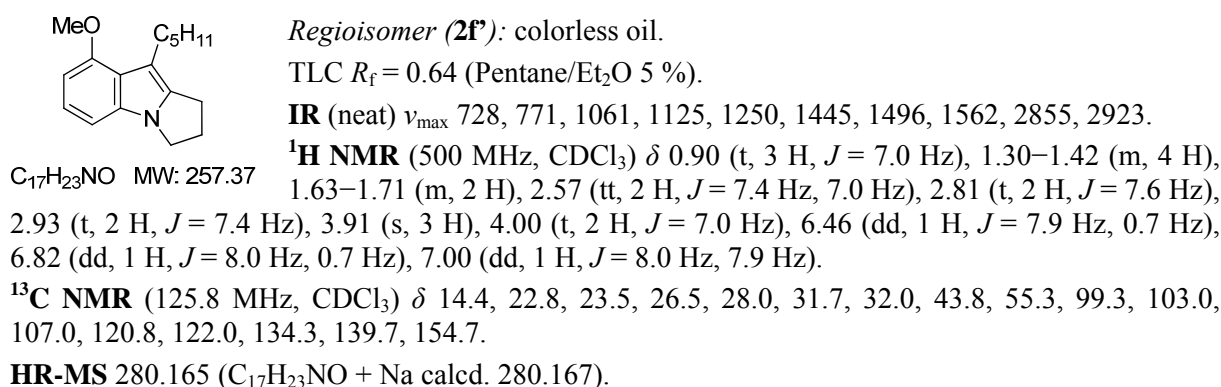 MeO
C₅H₁₁
N
C₁₇H₂₃NO MW: 257.37
Regioisomer (2f’): colorless oil.
TLC Rf = 0.64 (Pentane/Et₂O 5 %).
IR (neat) νmax 728, 771, 1061, 1125, 1250, 1445, 1496, 1562, 2855, 2923.
¹H NMR (500 MHz, CDCl₃) δ 0.90 (t, 3 H, J = 7.0 Hz), 1.30−1.42 (m, 4 H),
1.63−1.71 (m, 2 H), 2.57 (tt, 2 H, J = 7.4 Hz, 7.0 Hz), 2.81 (t, 2 H, J = 7.6 Hz),
2.93 (t, 2 H, J = 7.4 Hz), 3.91 (s, 3 H), 4.00 (t, 2 H, J = 7.0 Hz), 6.46 (dd, 1 H, J = 7.9 Hz, 0.7 Hz),
6.82 (dd, 1 H, J = 8.0 Hz, 0.7 Hz), 7.00 (dd, 1 H, J = 8.0 Hz, 7.9 Hz).
¹³C NMR (125.8 MHz, CDCl₃) δ 14.4, 22.8, 23.5, 26.5, 28.0, 31.7, 32.0, 43.8, 55.3, 99.3, 103.0,
107.0, 120.8, 122.0, 134.3, 139.7, 154.7.
HR-MS 280.165 (C₁₇H₂₃NO + Na calcd. 280.167).